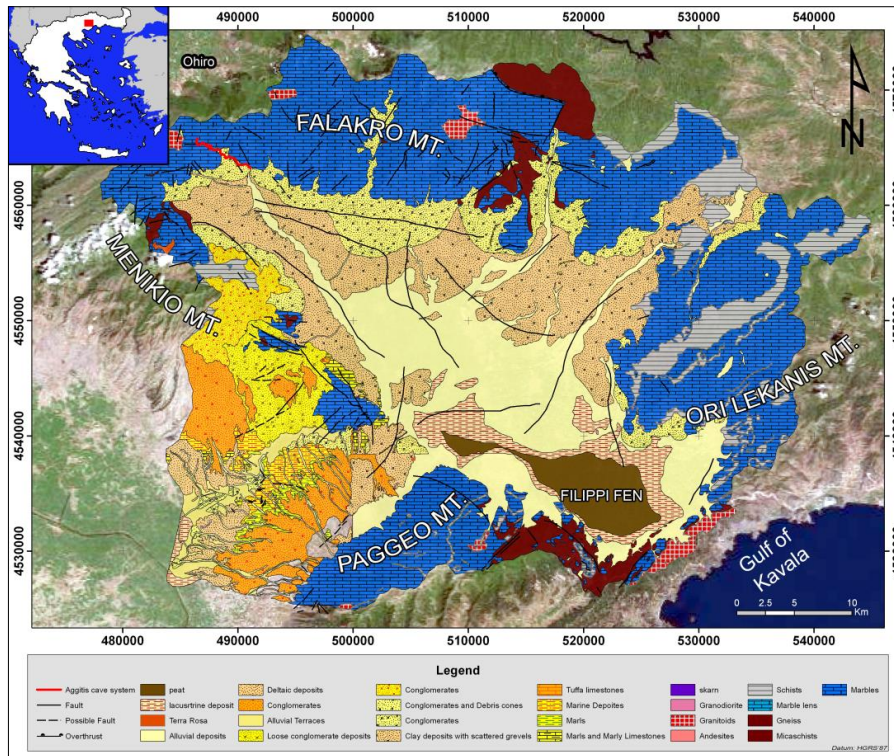 490000 500000 510000 520000 530000 540000
Ohiro
FALAKRO MT.
N
4560000
MENIKIO MT.
4550000
ORI LEKANIS MT.
4540000
FILIPPI FEN
PAGGEO MT.
4530000
Gulf of
Kavala
0 2.5 5 10
Km
480000 490000 500000 510000 520000 530000 540000
Legend
Aggitis cave system
Fault
Possible Fault
Overthrust
peat
lacusrtrine deposit
Terra Rosa
Alluvial deposits
Deltaic deposits
Conglomerates
Alluvial Terraces
Loose conglomerate deposits
Conglomerates
Conglomerates and Debris cones
Conglomerates
Clay deposits with scattered grevels
Tuffa limestones
Marine Depoites
Marls
Marls and Marly Limestones
skarn
Granodiorite
Granitoids
Andesites
Schists
Marble lens
Gneiss
Micaschists
Marbles
Datum: HGRS'87